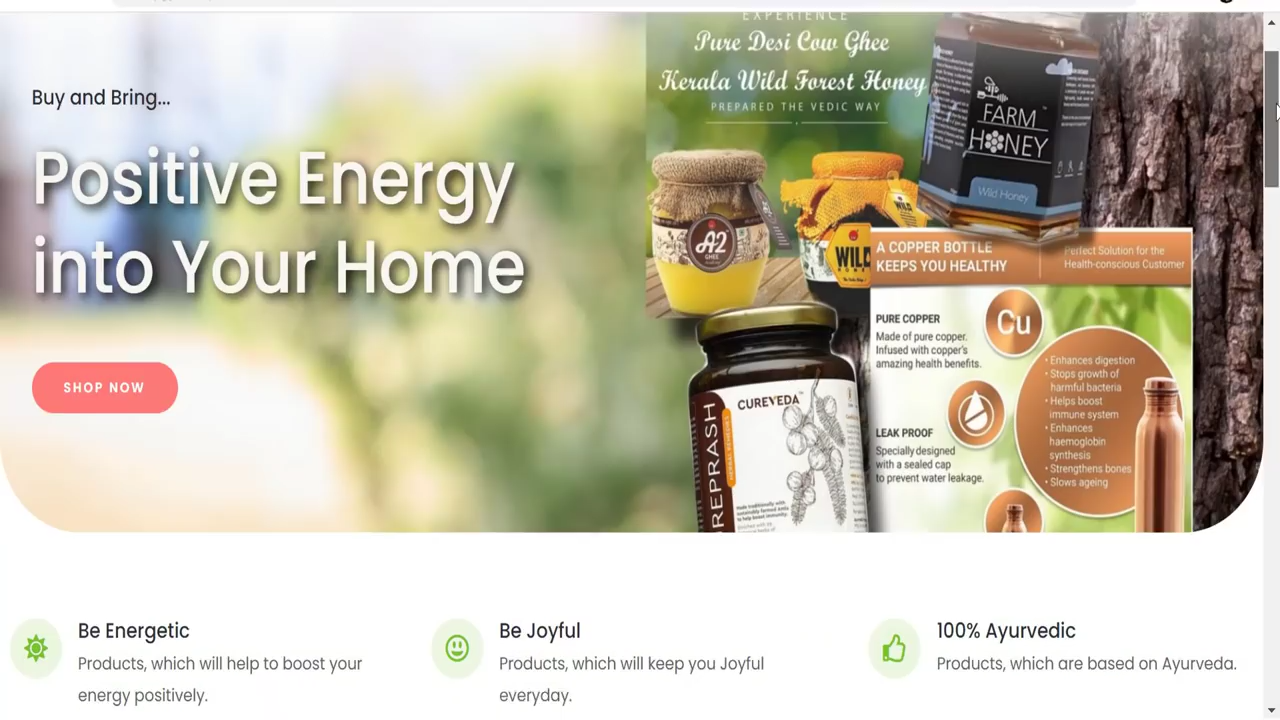 Buy and Bring...
Positive Energy
into Your Home
SHOP NOW
EXPERIENCE
Pure Desi Cow Ghee
Kerala Wild Forest Honey
PREPARED THE VEDIC WAY
FARM
HONEY
Wild Honey
A2
GHEE
WILD
A COPPER BOTTLE
KEEPS YOU HEALTHY
Perfect Solution for the
Health-conscious Customer
PURE COPPER
Made of pure copper.
Infused with copper's
amazing health benefits.
Cu
LEAK PROOF
Specially designed
with a sealed cap
to prevent water leakage.
• Enhances digestion
• Stops growth of
harmful bacteria
• Helps boost
immune system
• Enhances
haemoglobin
synthesis
• Strengthens bones
• Slows ageing
CUREVEDA
REPRASH
HERBAL REMEDIES
Be Energetic
Products, which will help to boost your
energy positively.
Be Joyful
Products, which will keep you Joyful
everyday.
100% Ayurvedic
Products, which are based on Ayurveda.